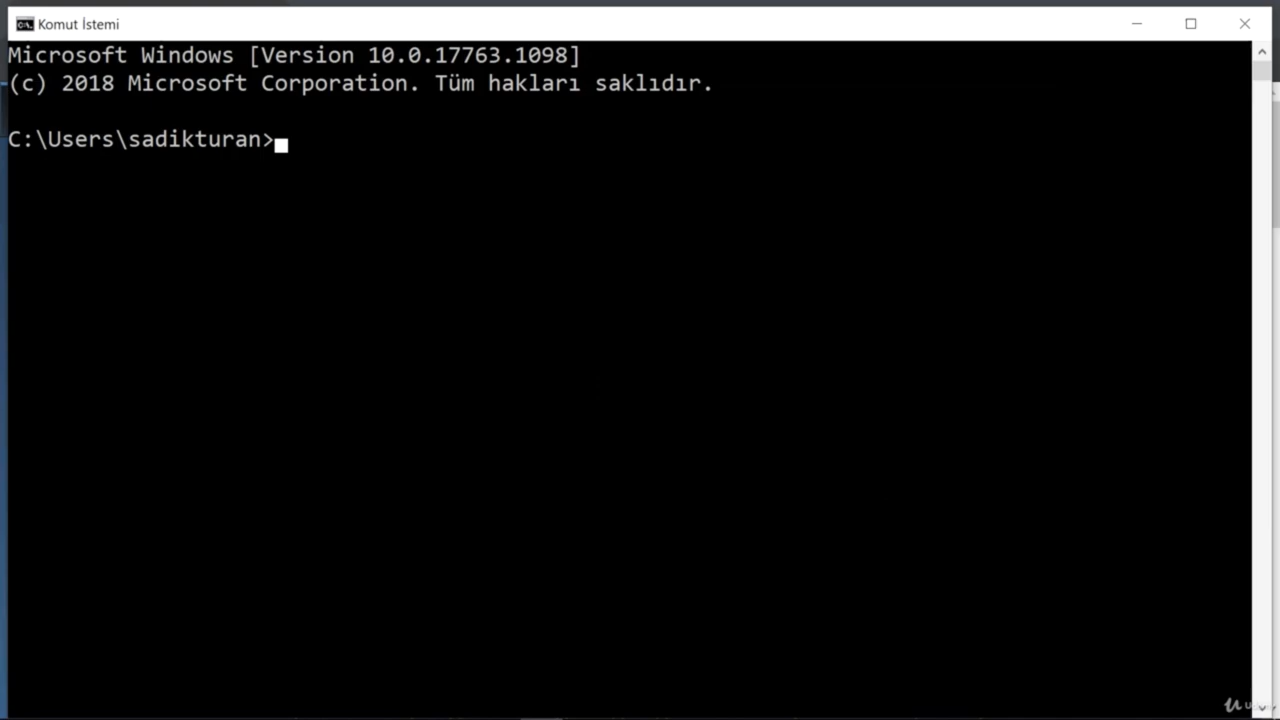 Komut İstemi
Microsoft Windows [Version 10.0.17763.1098]
(c) 2018 Microsoft Corporation. Tüm hakları saklıdır.
C:\Users\sadikturan>